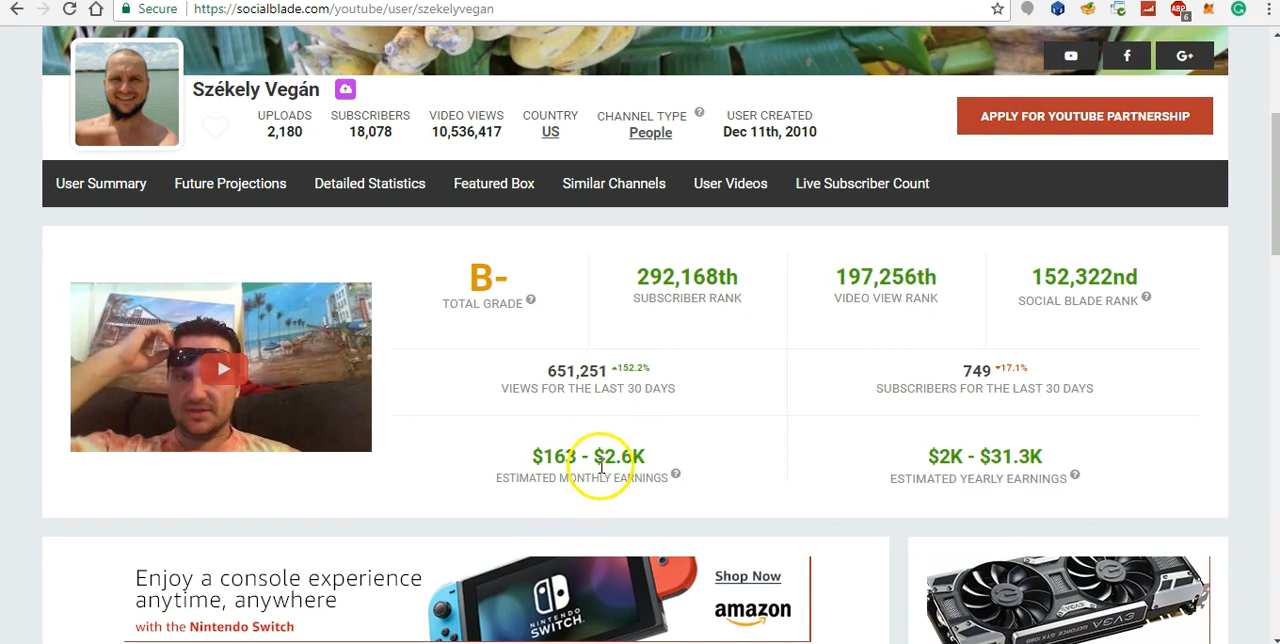 Secure https://socialblade.com/youtube/user/szekelyvegan
6
Székely Vegán
UPLOADS SUBSCRIBERS VIDEO VIEWS COUNTRY CHANNEL TYPE ? USER CREATED
2,180 18,078 10,536,417 US People Dec 11th, 2010
G+
APPLY FOR YOUTUBE PARTNERSHIP
User Summary Future Projections Detailed Statistics Featured Box Similar Channels User Videos Live Subscriber Count
B- 292,168th 197,256th 152,322nd
TOTAL GRADE ? SUBSCRIBER RANK VIDEO VIEW RANK SOCIAL BLADE RANK ?
651,251 152.2% 749 17.1%
VIEWS FOR THE LAST 30 DAYS SUBSCRIBERS FOR THE LAST 30 DAYS
$163 - $2.6K $2K - $31.3K
ESTIMATED MONTHLY EARNINGS ? ESTIMATED YEARLY EARNINGS ?
Enjoy a console experience
anytime, anywhere
with the Nintendo Switch
NINTENDO
SWITCH
Shop Now
amazon